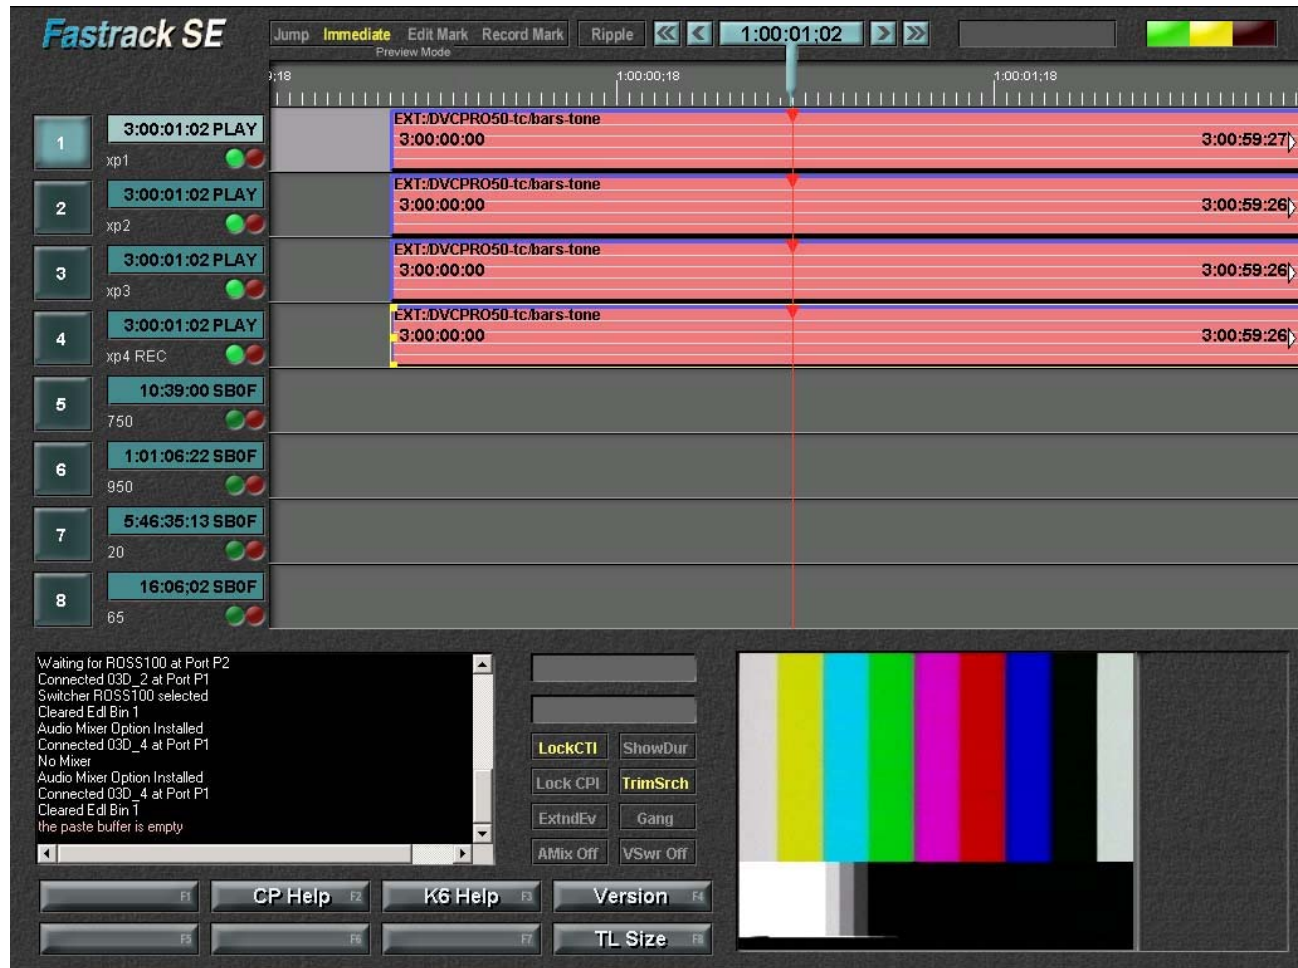 Fastrack SE
Jump Immediate Edit Mark Record Mark Ripple 1:00:01;02
Preview Mode
9;18 1:00:00;18 1:00:01;18
1 3:00:01:02 PLAY
xp1
EXT:/DVCPRO50-tc/bars-tone
3:00:00:00 3:00:59:27
2 3:00:01:02 PLAY
xp2
EXT:/DVCPRO50-tc/bars-tone
3:00:00:00 3:00:59:26
3 3:00:01:02 PLAY
xp3
EXT:/DVCPRO50-tc/bars-tone
3:00:00:00 3:00:59:26
4 3:00:01:02 PLAY
xp4 REC
EXT:/DVCPRO50-tc/bars-tone
3:00:00:00 3:00:59:26
5 10:39:00 SB0F
750
6 1:01:06:22 SB0F
950
7 5:46:35:13 SB0F
20
8 16:06;02 SB0F
65
Waiting for ROSS100 at Port P2
Connected 03D_2 at Port P1
Switcher ROSS100 selected
Cleared Edl Bin 1
Audio Mixer Option Installed
Connected 03D_4 at Port P1
No Mixer
Audio Mixer Option Installed
Connected 03D_4 at Port P1
Cleared Edl Bin 1
the paste buffer is empty
LockCTI ShowDur
Lock CPI TrimSrch
ExtndEv Gang
AMix Off VSwr Off
F1 CP Help F2 K6 Help F3 Version F4
F5 F6 F7 TL Size F8